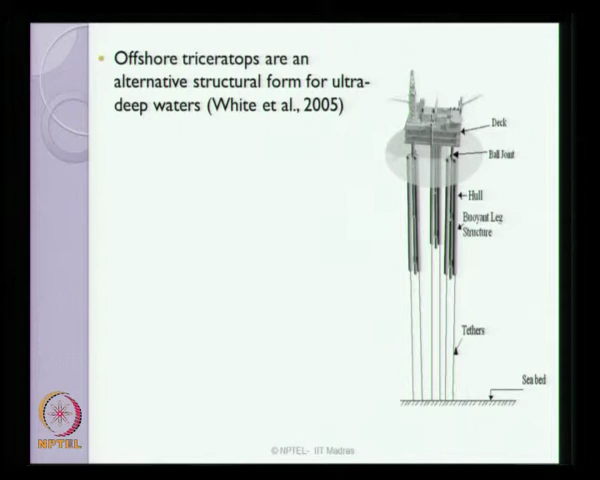 Offshore triceratops are an
alternative structural form for ultra-
deep waters (White et al., 2005)
Deck
Ball Joint
Hull
Buoyant Leg
Structure
Tethers
Sea bed
NPTEL
© NPTEL- IIT Madras